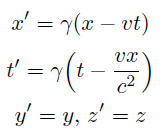 x′ = γ(x − vt)
t′ = γ(t − vx/c²)
y′ = y, z′ = z